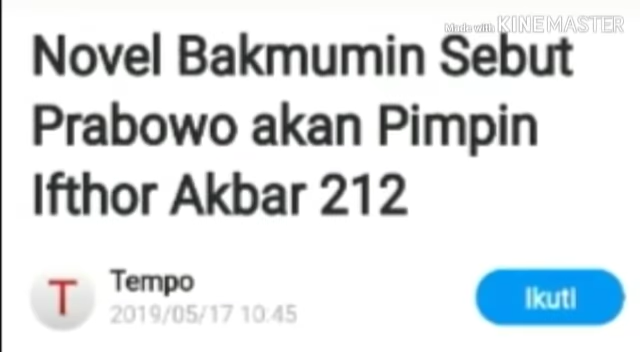 Made with KINEMASTER
Novel Bakmumin Sebut
Prabowo akan Pimpin
Ifthor Akbar 212
T
Tempo
2019/05/17 10:45
Ikuti